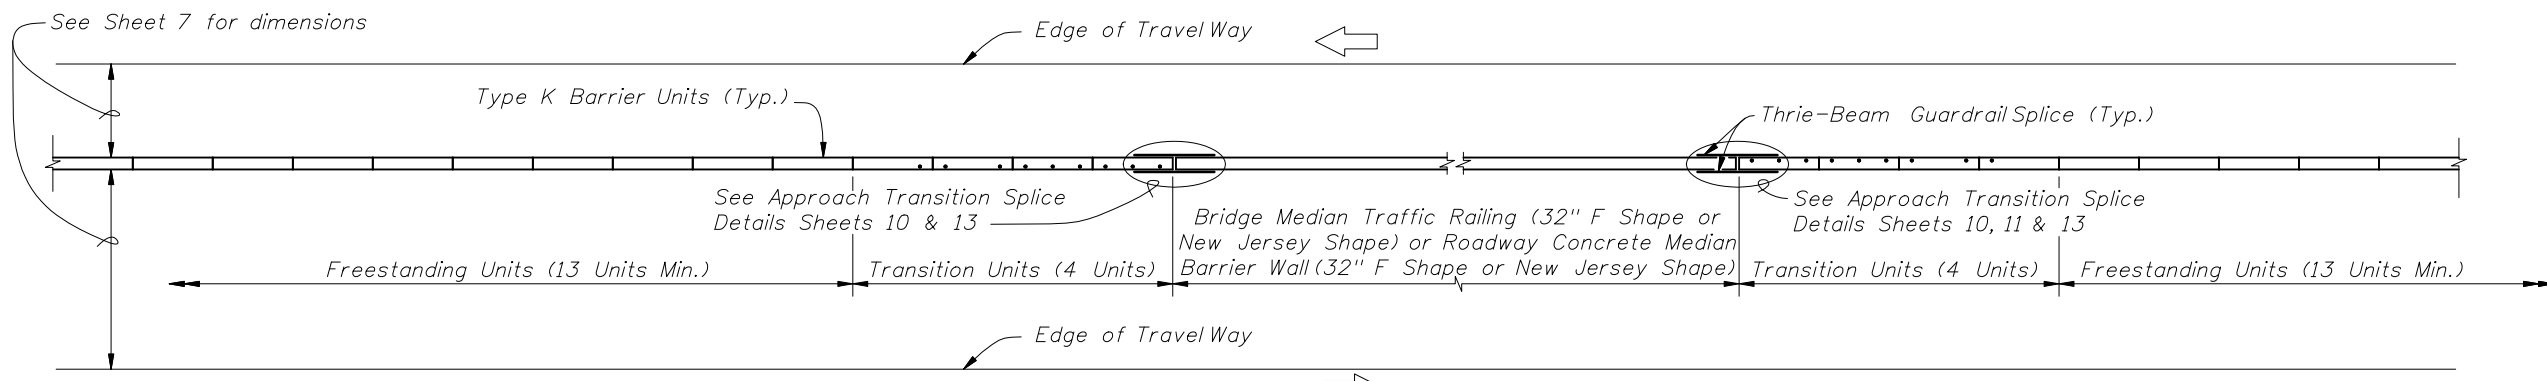 See Sheet 7 for dimensions
Edge of Travel Way
Type K Barrier Units (Typ.)
Thrie-Beam Guardrail Splice (Typ.)
See Approach Transition Splice
Details Sheets 10 & 13
Bridge Median Traffic Railing (32" F Shape or
New Jersey Shape) or Roadway Concrete Median
Barrier Wall (32" F Shape or New Jersey Shape)
See Approach Transition Splice
Details Sheets 10, 11 & 13
Freestanding Units (13 Units Min.)
Transition Units (4 Units)
Transition Units (4 Units)
Freestanding Units (13 Units Min.)
Edge of Travel Way